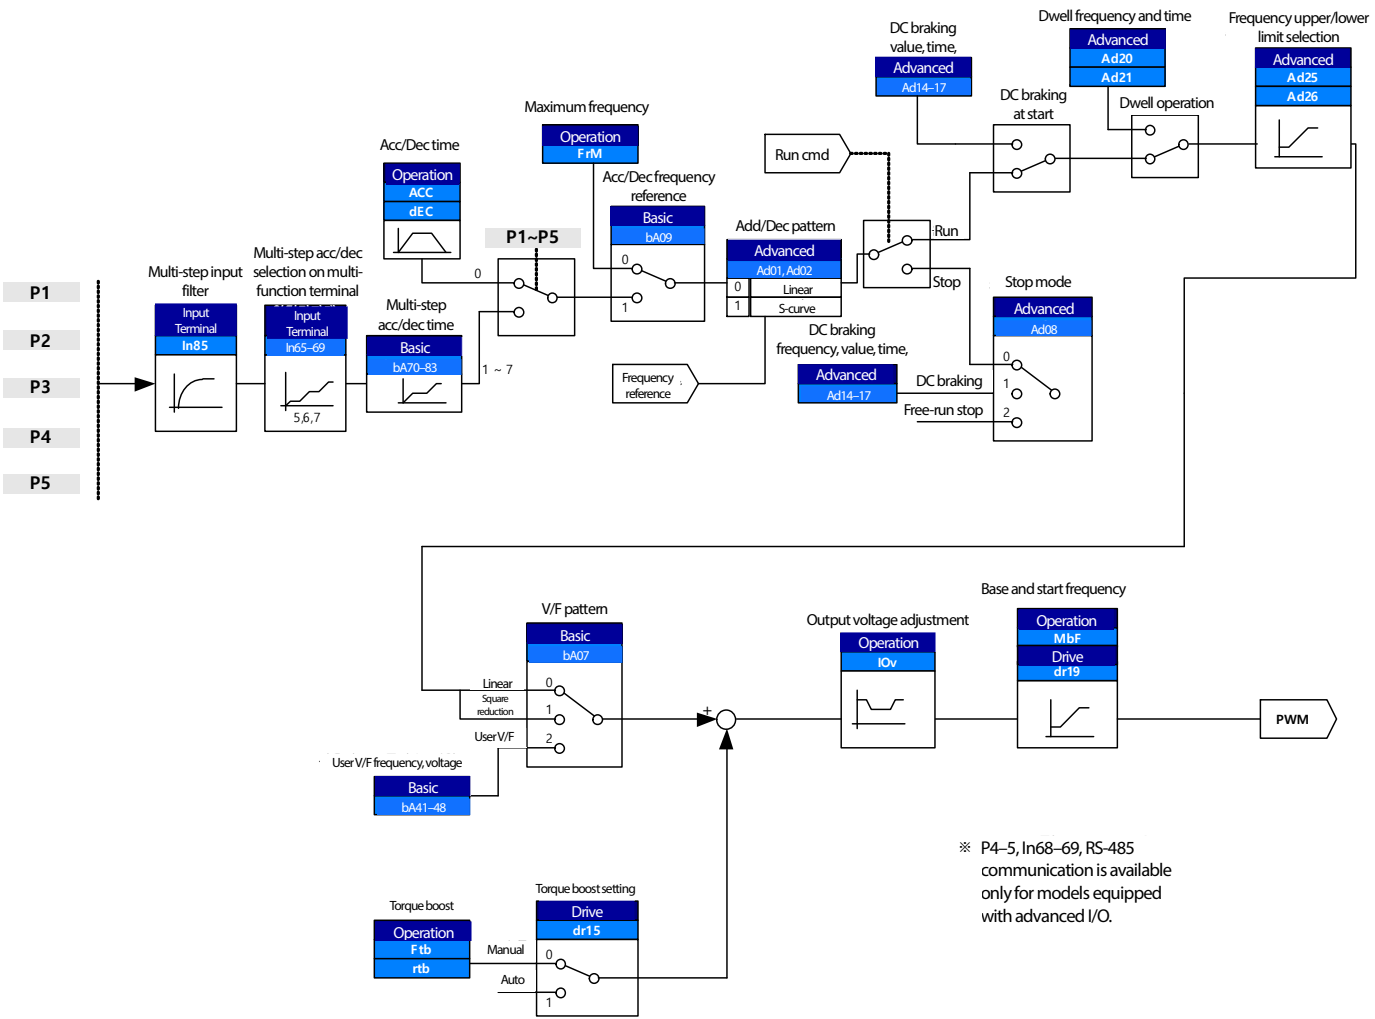 Dwell frequency and time
Advanced
Ad20
Ad21
Frequency upper/lower
limit selection
Advanced
Ad25
Ad26
DC braking
value, time,
Advanced
Ad14–17
DC braking
at start
Dwell operation
Maximum frequency
Operation
FrM
Run cmd
Acc/Dec time
Operation
ACC
dEC
Acc/Dec frequency
reference
Basic
bA09
0
1
P1~P5
0
1 ~ 7
Add/Dec pattern
Advanced
Ad01, Ad02
0 Linear
1 S-curve
Run
Stop
Multi-step input
filter
Input
Terminal
In85
Multi-step acc/dec
selection on multi-
function terminal
Input
Terminal
In65–69
5,6,7
Multi-step
acc/dec time
Basic
bA70–83
P1
P2
P3
P4
P5
Frequency
reference
Stop mode
Advanced
Ad08
0
1
2
DC braking
frequency, value, time,
Advanced
Ad14–17
DC braking
Free-run stop
V/F pattern
Basic
bA07
Linear
0
Square
reduction
1
User V/F
2
User V/F frequency, voltage
Basic
bA41–48
+
Output voltage adjustment
Operation
IOv
Base and start frequency
Operation
MbF
Drive
dr19
PWM
※ P4–5, In68–69, RS-485
communication is available
only for models equipped
with advanced I/O.
Torque boost
Operation
Ftb
rtb
Torque boost setting
Drive
dr15
Manual
0
Auto
1